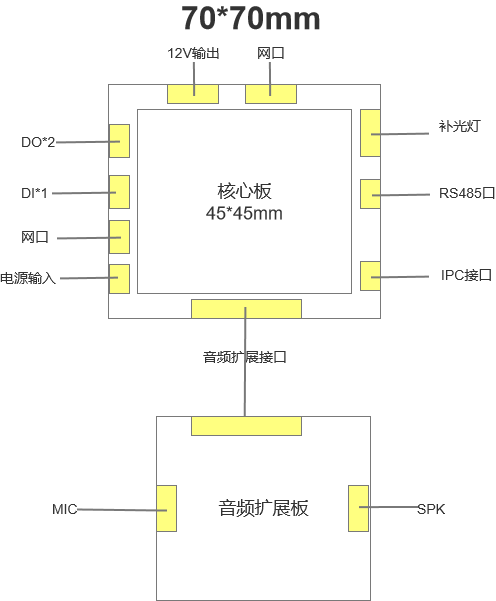 70*70mm
12V输出
网口
DO*2
补光灯
DI*1
核心板
45*45mm
RS485口
网口
电源输入
IPC接口
音频扩展接口
MIC
音频扩展板
SPK